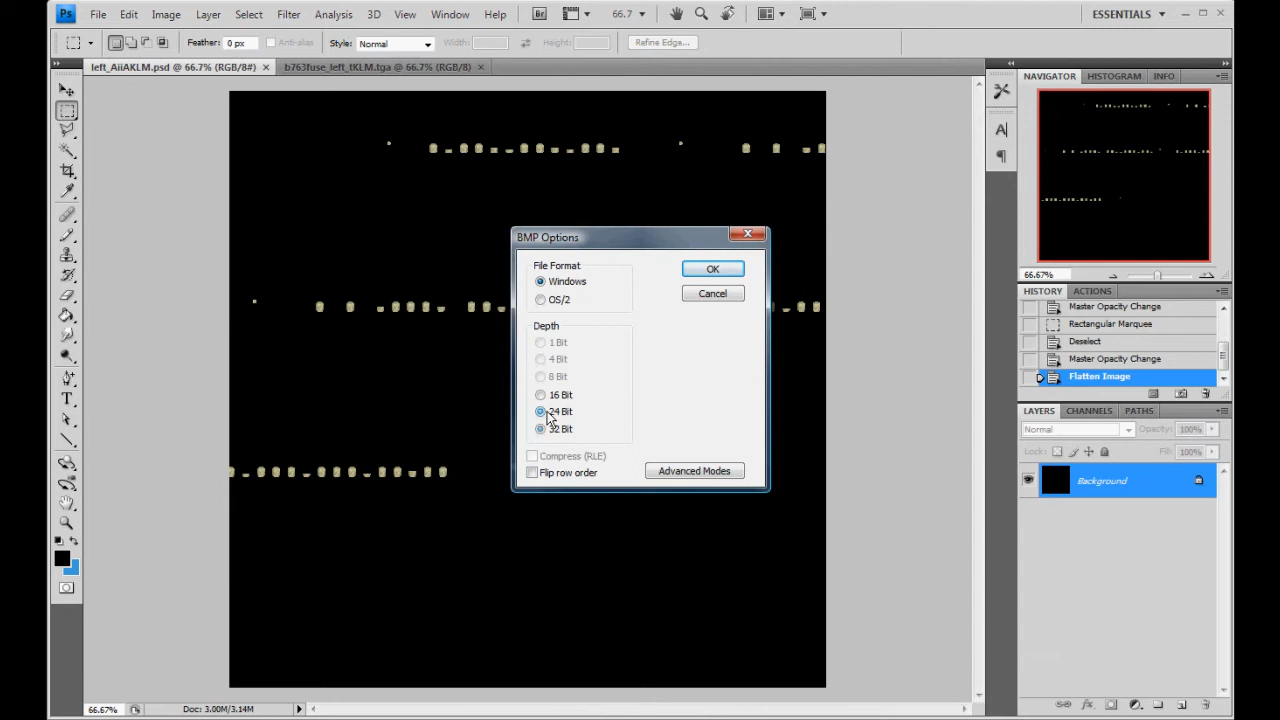 Ps File Edit Image Layer Select Filter Analysis 3D View Window Help Br 66.7 ESSENTIALS
Feather: 0 px Anti-alias Style: Normal Width: Height: Refine Edge...
left_AiiAKLM.psd @ 66.7% (RGB/8#) × b763fuse_left_tKLM.tga @ 66.7% (RGB/8) ×
NAVIGATOR HISTOGRAM INFO
BMP Options
File Format
Windows
OS/2
OK
Cancel
Depth
1 Bit
4 Bit
8 Bit
16 Bit
24 Bit
32 Bit
Compress (RLE)
Flip row order
Advanced Modes
66.67%
HISTORY ACTIONS
Master Opacity Change
Rectangular Marquee
Deselect
Master Opacity Change
Flatten Image
LAYERS CHANNELS PATHS
Normal Opacity: 100%
Lock: Fill: 100%
Background
66.67% Doc: 3.00M/3.14M